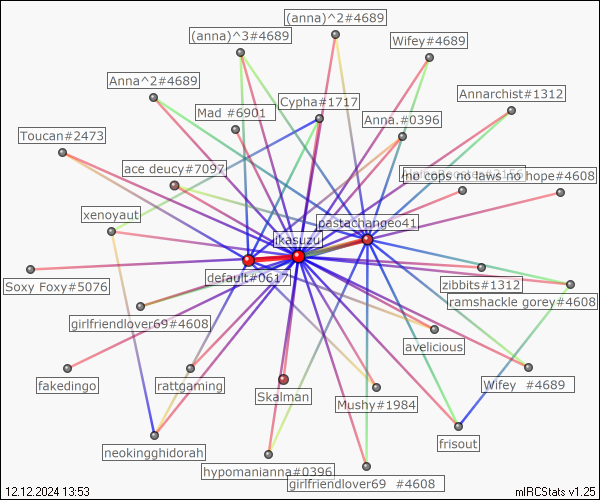 (anna)^2#4689
(anna)^3#4689
Wifey#4689
Anna^2#4689
Annarchist#1312
Cypha#1717
Mad #6901
Anna.#0396
Toucan#2473
ace deucy#7097
no cops no laws no hope#4608
xenoyaut
pastachangeo41
ikasuzu
default#0617
Soxy Foxy#5076
zibbits#1312
ramshackle gorey#4608
girlfriendlover69#4608
avelicious
fakedingo
rattgaming
Wifey #4689
Skalman
Mushy#1984
frisout
neokingghidorah
hypomanianna#0396
girlfriendlover69 #4608
12.12.2024 13:53
mIRCStats v1.25